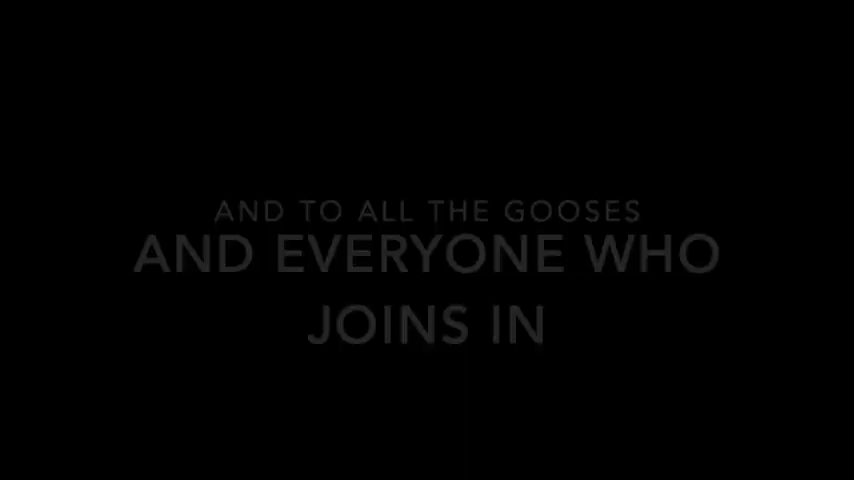 AND TO ALL THE GOOSES
AND EVERYONE WHO
JOINS IN